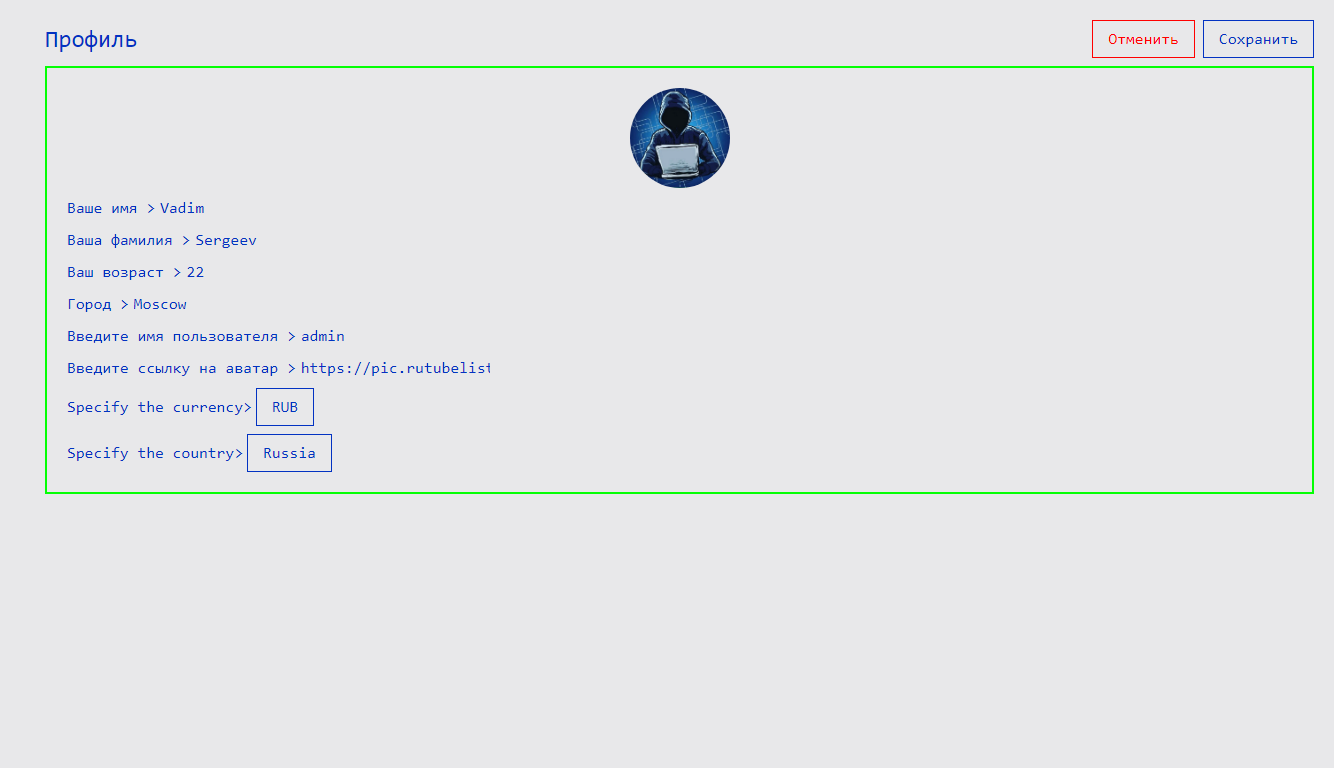 Профиль
Отменить
Сохранить
Ваше имя > Vadim
Ваша фамилия > Sergeev
Ваш возраст > 22
Город > Moscow
Введите имя пользователя > admin
Введите ссылку на аватар > https://pic.rutubelist
Specify the currency> RUB
Specify the country> Russia